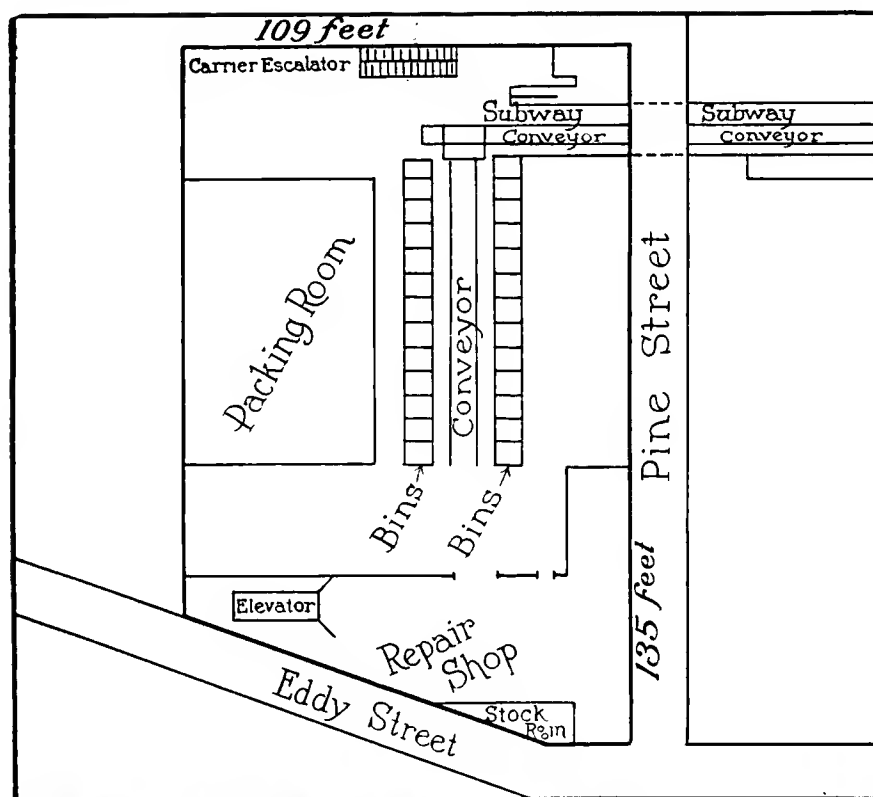 109 feet
Carrier Escalator
Subway
Conveyor
Subway
Conveyor
Packing Room
Conveyor
Pine Street
Bins
Bins
135 feet
Elevator
Repair
Shop
Eddy Street
Stock
Room